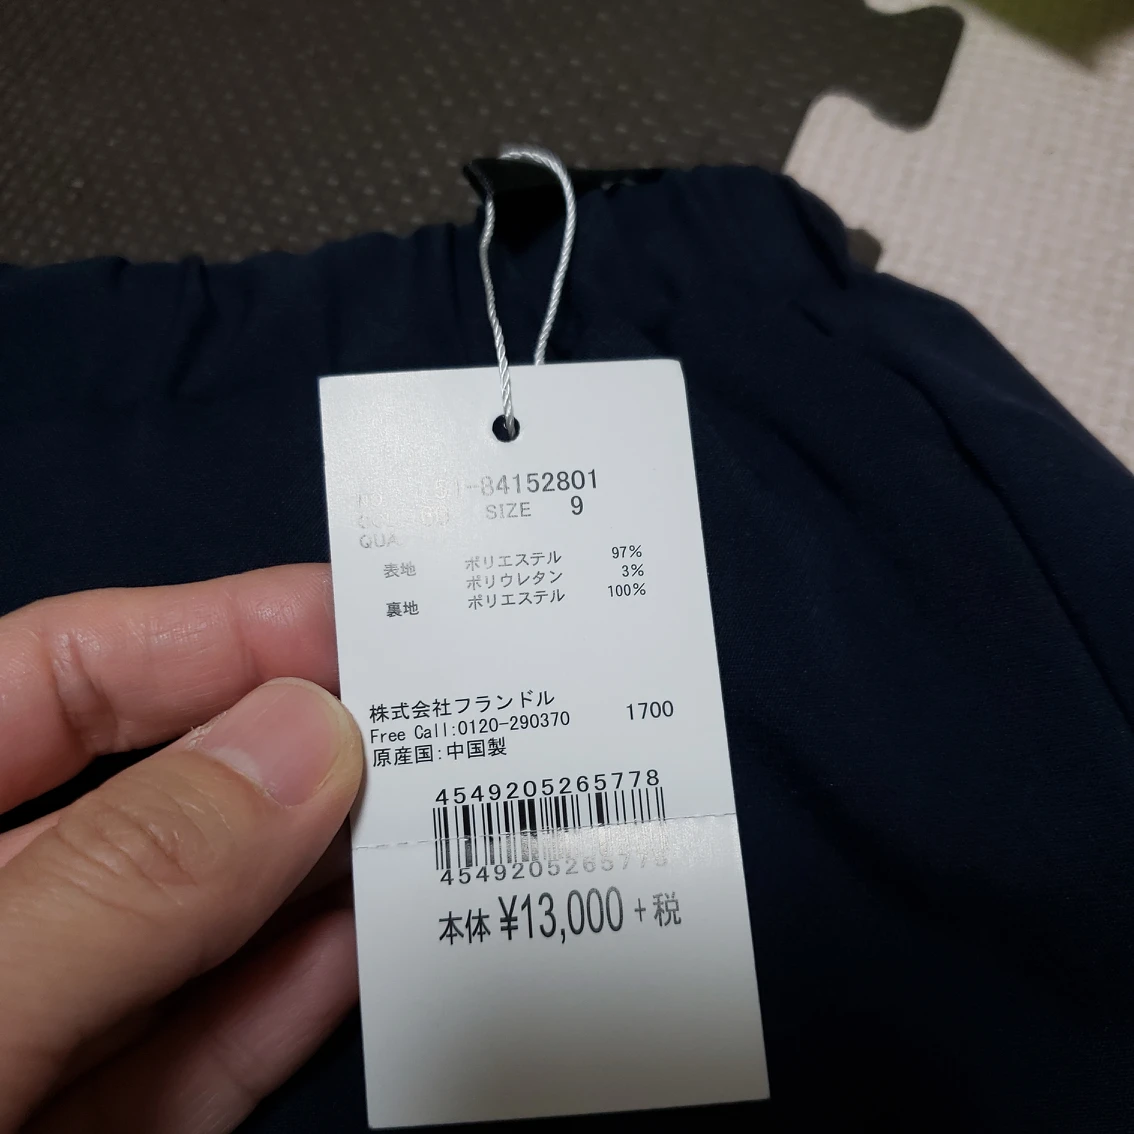 -84152801
SIZE 9
表地 ポリエステル 97%
ポリウレタン 3%
裏地 ポリエステル 100%
株式会社フランドル
Free Call:0120-290370 1700
原産国:中国製
4549205265778
4549205265778
本体 ¥13,000 +税